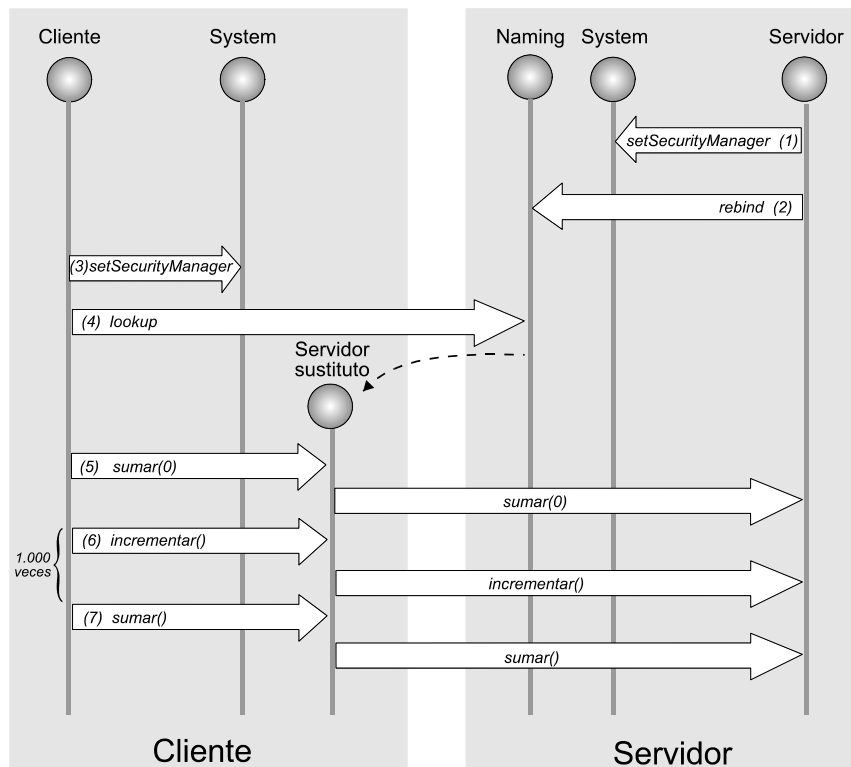 Cliente
System
Naming
System
Servidor
setSecurityManager (1)
rebind (2)
(3)setSecurityManager
(4) lookup
Servidor
sustituto
(5) sumar(0)
sumar(0)
(6) incrementar()
1.000
veces
incrementar()
(7) sumar()
sumar()
Cliente
Servidor